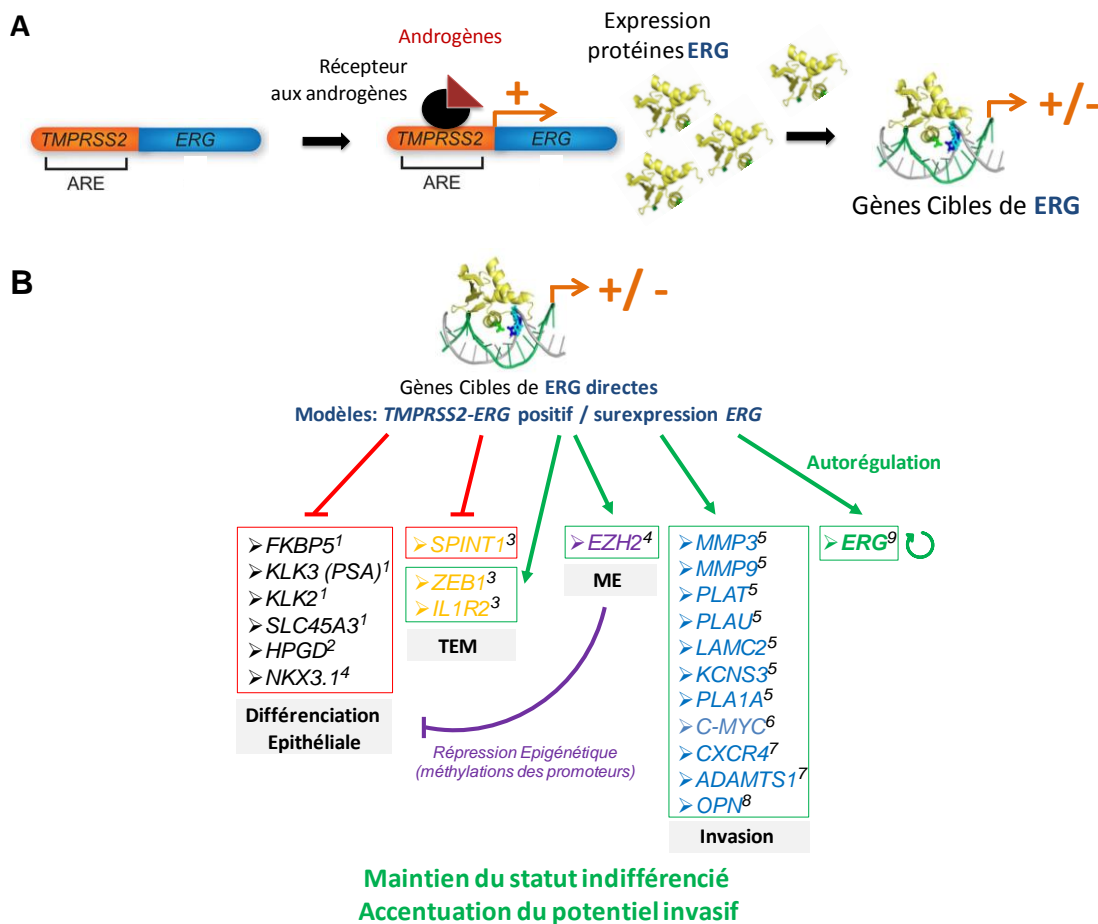 A
Androgènes
Récepteur
aux androgènes
+
TMPRSS2 ERG
ARE
TMPRSS2 ERG
ARE
Expression
protéines ERG
+/-
Gènes Cibles de ERG
B
+/ -
Gènes Cibles de ERG directes
Modèles: TMPRSS2-ERG positif / surexpression ERG
Autorégulation
➢FKBP5¹
➢KLK3 (PSA)¹
➢KLK2¹
➢SLC45A3¹
➢HPGD²
➢NKX3.1⁴
Différenciation
Epithéliale
➢SPINT1³
➢ZEB1³
➢IL1R2³
TEM
➢EZH2⁴
ME
Répression Epigénétique
(méthylations des promoteurs)
➢MMP3⁵
➢MMP9⁵
➢PLAT⁵
➢PLAU⁵
➢LAMC2⁵
➢KCNS3⁵
➢PLA1A⁵
➢C-MYC⁶
➢CXCR4⁷
➢ADAMTS1⁷
➢OPN⁸
Invasion
➢ERG⁹
Maintien du statut indifférencié
Accentuation du potentiel invasif